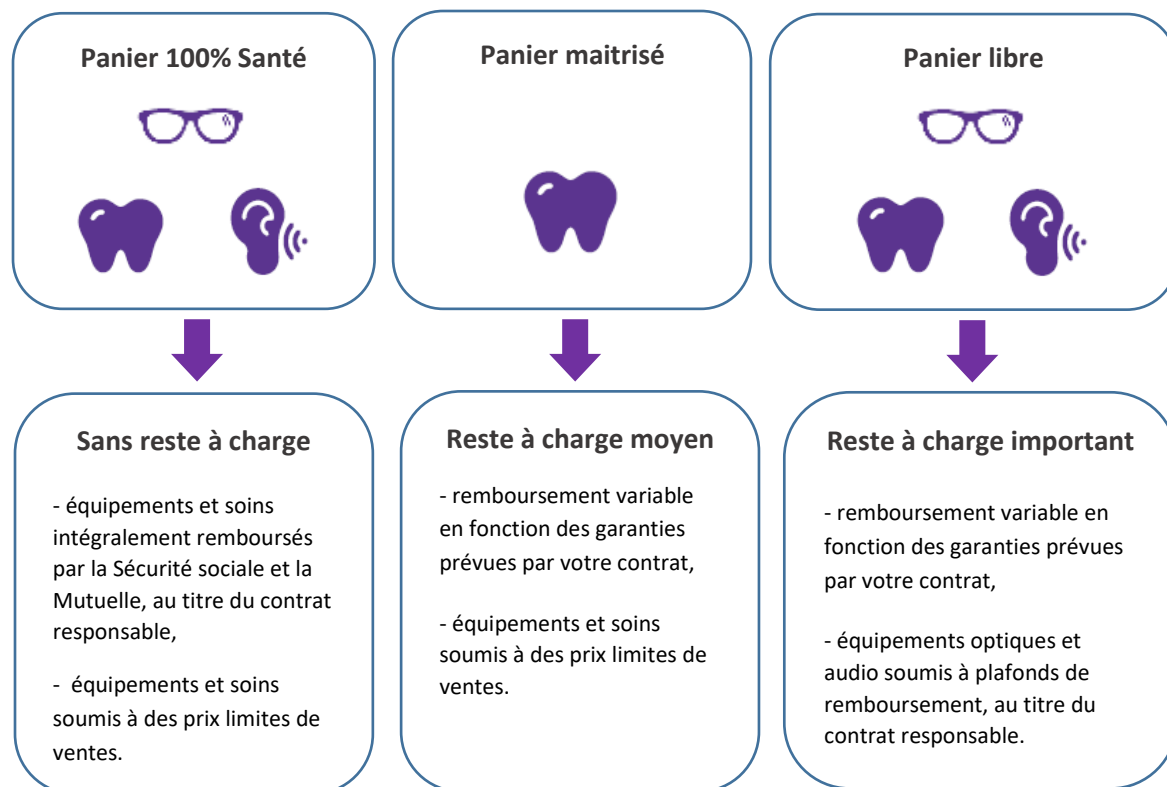 Panier 100% Santé
Panier maitrisé
Panier libre
Sans reste à charge
- équipements et soins
intégralement remboursés
par la Sécurité sociale et la
Mutuelle, au titre du contrat
responsable,
- équipements et soins
soumis à des prix limites de
ventes.
Reste à charge moyen
- remboursement variable
en fonction des garanties
prévues par votre contrat,
- équipements et soins
soumis à des prix limites de
ventes.
Reste à charge important
- remboursement variable en
fonction des garanties prévues
par votre contrat,
- équipements optiques et
audio soumis à plafonds de
remboursement, au titre du
contrat responsable.